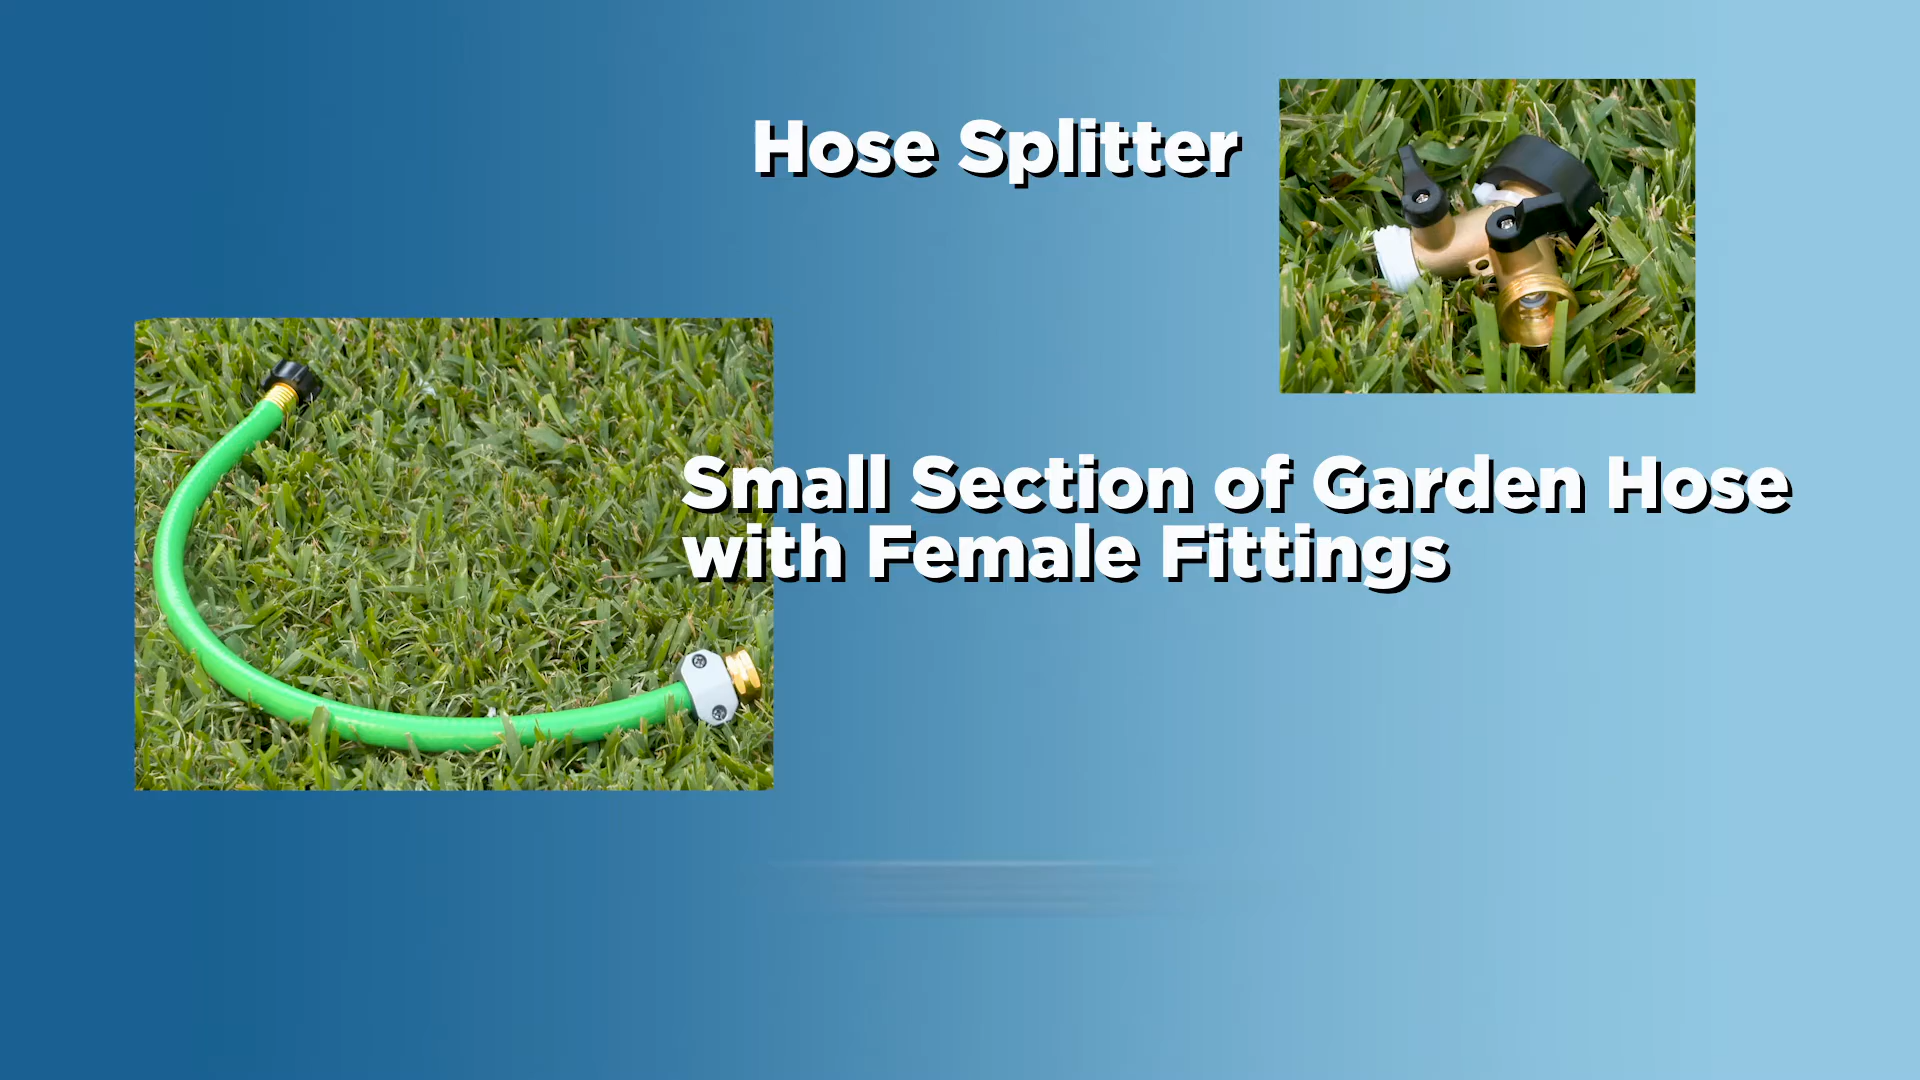 Hose Splitter
Small Section of Garden Hose
with Female Fittings